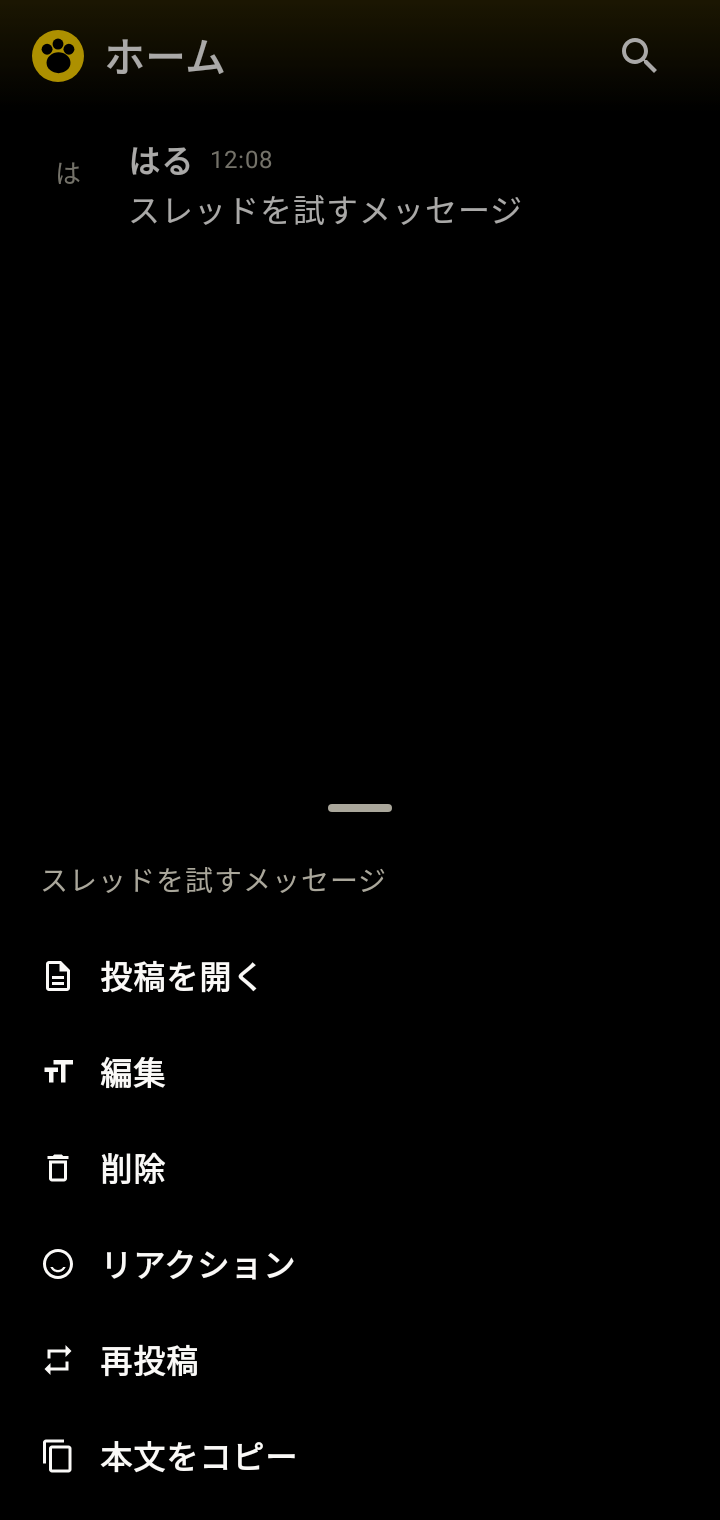 ホーム
は
はる 12:08
スレッドを試すメッセージ
スレッドを試すメッセージ
投稿を開く
編集
削除
リアクション
再投稿
本文をコピー